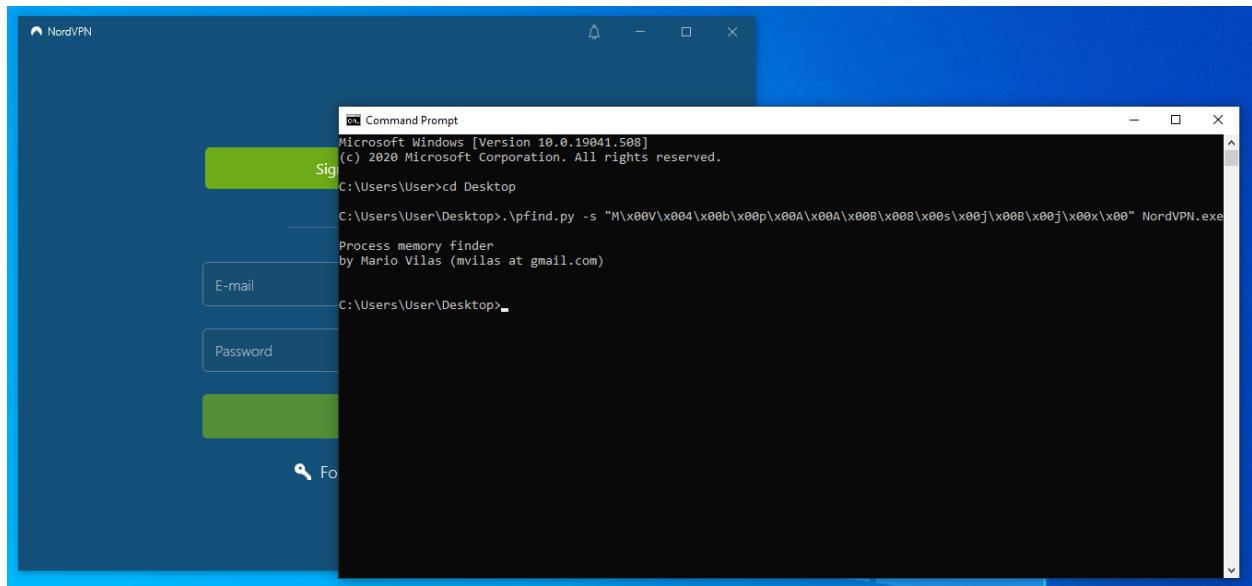 NordVPN
Sig
E-mail
Password
Fo
Command Prompt
Microsoft Windows [Version 10.0.19041.508]
(c) 2020 Microsoft Corporation. All rights reserved.
C:\Users\User>cd Desktop
C:\Users\User\Desktop>.\pfind.py -s "M\x00V\x004\x00b\x00p\x00A\x00A\x00B\x008\x00s\x00j\x00B\x00j\x00x\x00" NordVPN.exe
Process memory finder
by Mario Vilas (mvilas at gmail.com)
C:\Users\User\Desktop>